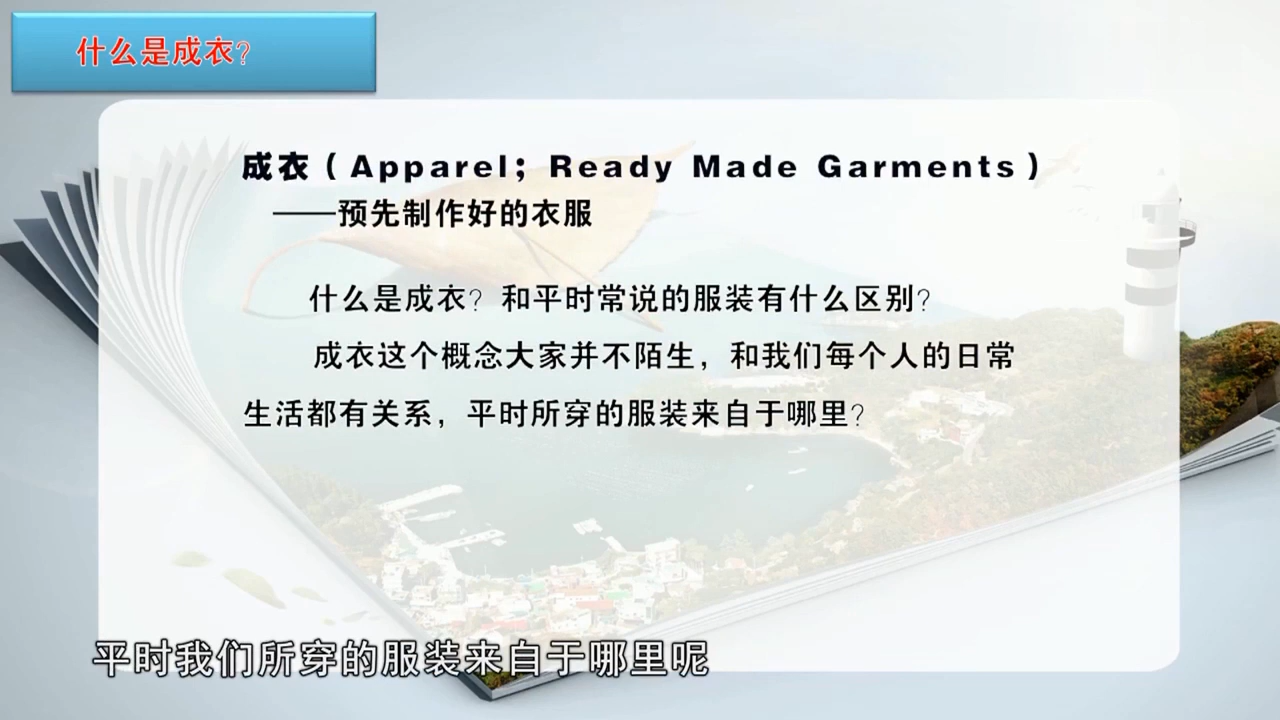 什么是成衣?
成衣（Apparel；Ready Made Garments）
——预先制作好的衣服
什么是成衣? 和平时常说的服装有什么区别?
成衣这个概念大家并不陌生，和我们每个人的日常
生活都有关系，平时所穿的服装来自于哪里?
平时我们所穿的服装来自于哪里呢